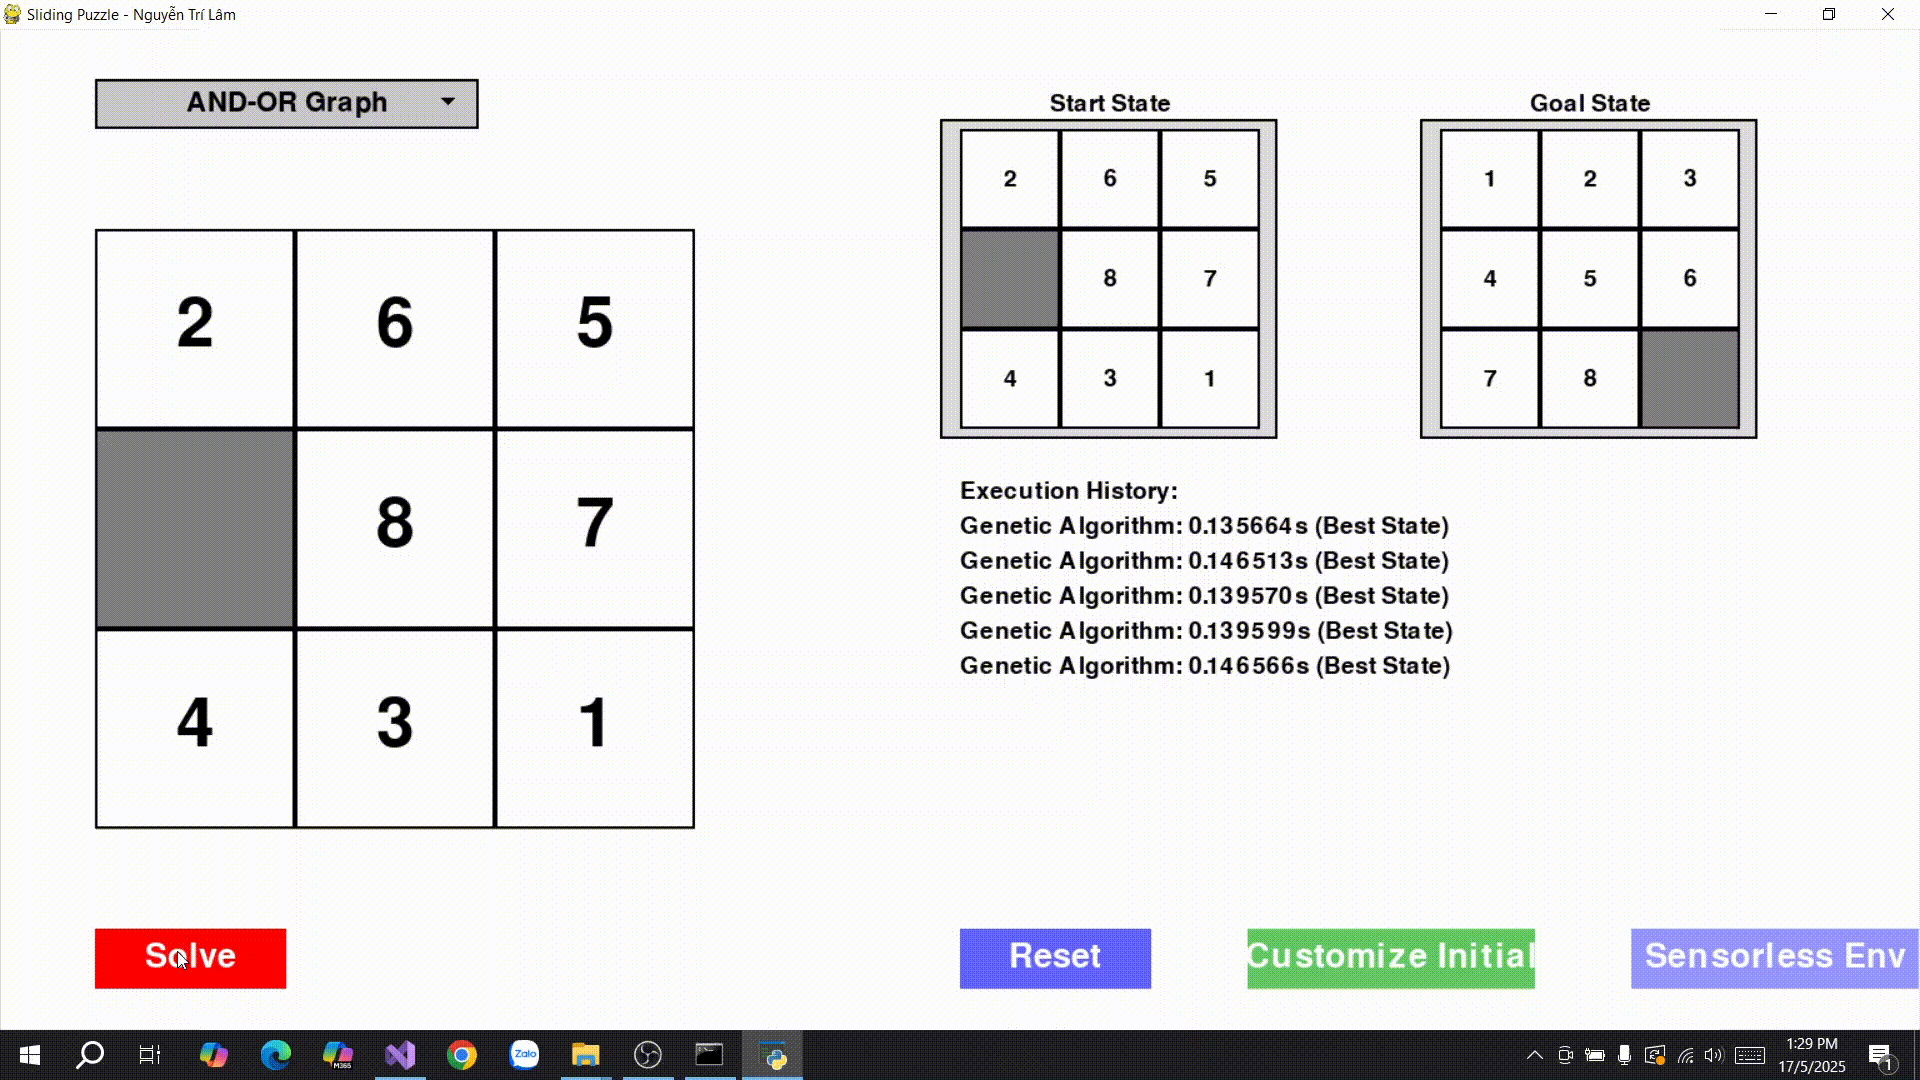 Sliding Puzzle - Nguyễn Trí Lâm
AND-OR Graph
Start State
Goal State
2 6 5
8 7
4 3 1
2 6 5
8 7
4 3 1
1 2 3
4 5 6
7 8
Execution History:
Genetic Algorithm: 0.135664s (Best State)
Genetic Algorithm: 0.146513s (Best State)
Genetic Algorithm: 0.139570s (Best State)
Genetic Algorithm: 0.139599s (Best State)
Genetic Algorithm: 0.146566s (Best State)
Solve
Reset
Customize Initial
Sensorless Env
M365
Zalo
1:29 PM
17/5/2025
1